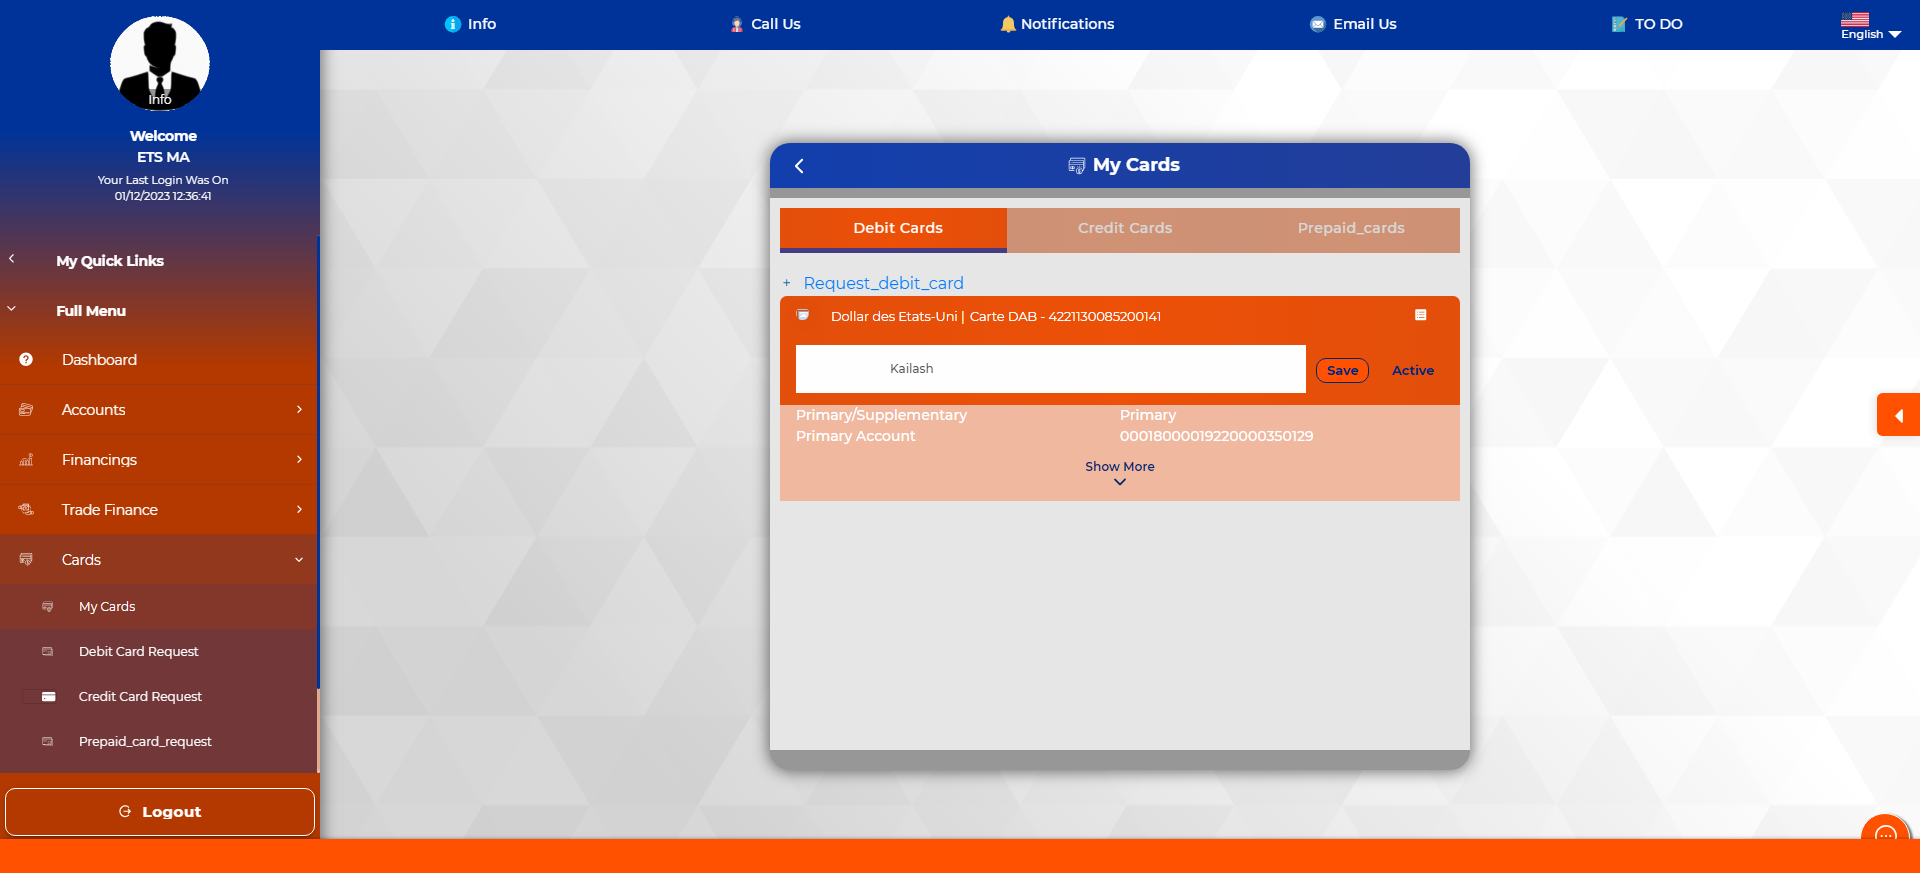 Info
Call Us
Notifications
Email Us
TO DO
English
Info
Welcome
ETS MA
Your Last Login Was On
01/12/2023 12:36:41
My Quick Links
Full Menu
Dashboard
Accounts
Financings
Trade Finance
Cards
My Cards
Debit Card Request
Credit Card Request
Prepaid_card_request
Logout
My Cards
Debit Cards
Credit Cards
Prepaid_cards
+ Request_debit_card
Dollar des Etats-Uni | Carte DAB - 4221130085200141
Kailash
Save
Active
Primary/Supplementary
Primary
Primary Account
00018000019220000350129
Show More